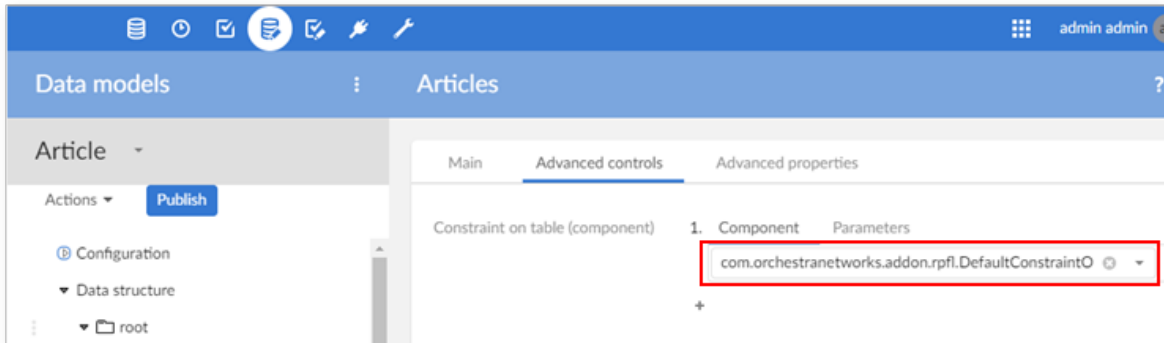 admin admin
Data models
Articles
?
Article
Main Advanced controls Advanced properties
Actions Publish
Constraint on table (component) 1. Component Parameters
Configuration
com.orchestranetworks.addon.rpfl.DefaultConstraintO
Data structure
+
root